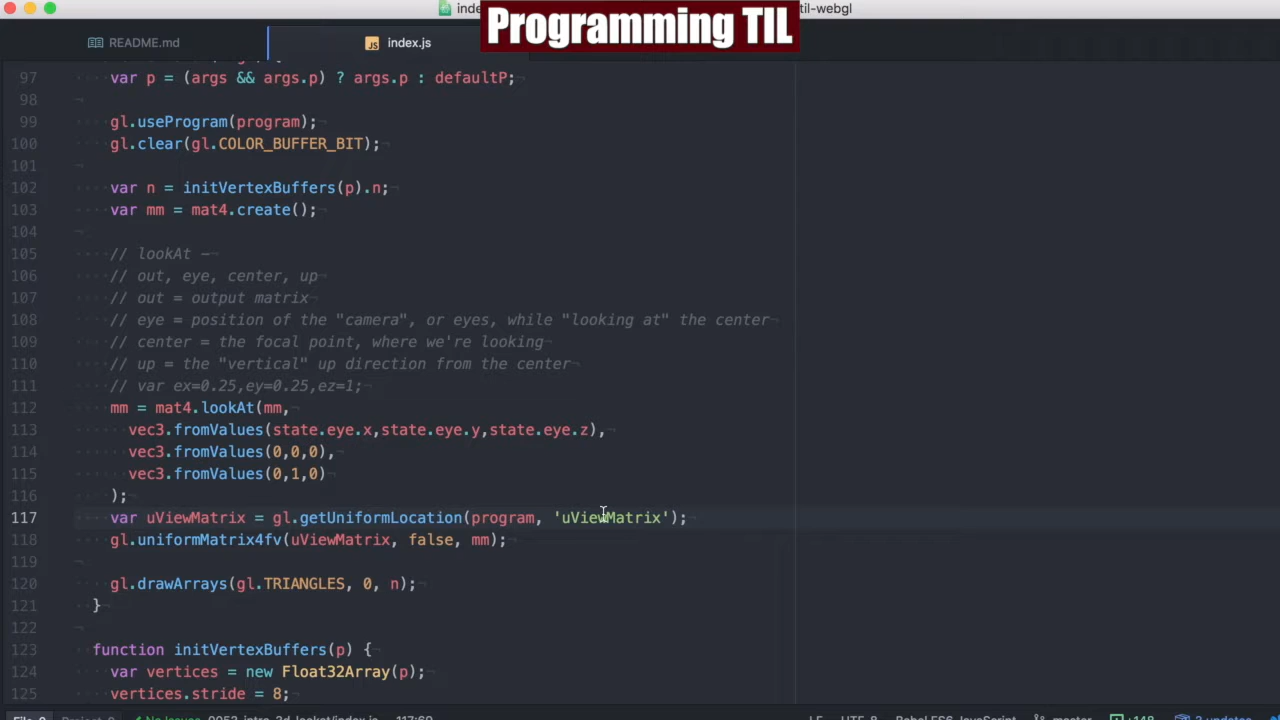 inde
Programming TIL
til-webgl
README.md
index.js
97 var p = (args && args.p) ? args.p : defaultP;
98
99 gl.useProgram(program);
100 gl.clear(gl.COLOR_BUFFER_BIT);
101
102 var n = initVertexBuffers(p).n;
103 var mm = mat4.create();
104
105 // lookAt -
106 // out, eye, center, up
107 // out = output matrix
108 // eye = position of the "camera", or eyes, while "looking at" the center
109 // center = the focal point, where we're looking
110 // up = the "vertical" up direction from the center
111 // var ex=0.25,ey=0.25,ez=1;
112 mm = mat4.lookAt(mm,
113 vec3.fromValues(state.eye.x,state.eye.y,state.eye.z),
114 vec3.fromValues(0,0,0),
115 vec3.fromValues(0,1,0)
116 );
117 var uViewMatrix = gl.getUniformLocation(program, 'uViewMatrix');
118 gl.uniformMatrix4fv(uViewMatrix, false, mm);
119
120 gl.drawArrays(gl.TRIANGLES, 0, n);
121 }
122
123 function initVertexBuffers(p) {
124 var vertices = new Float32Array(p);
125 vertices.stride = 8;